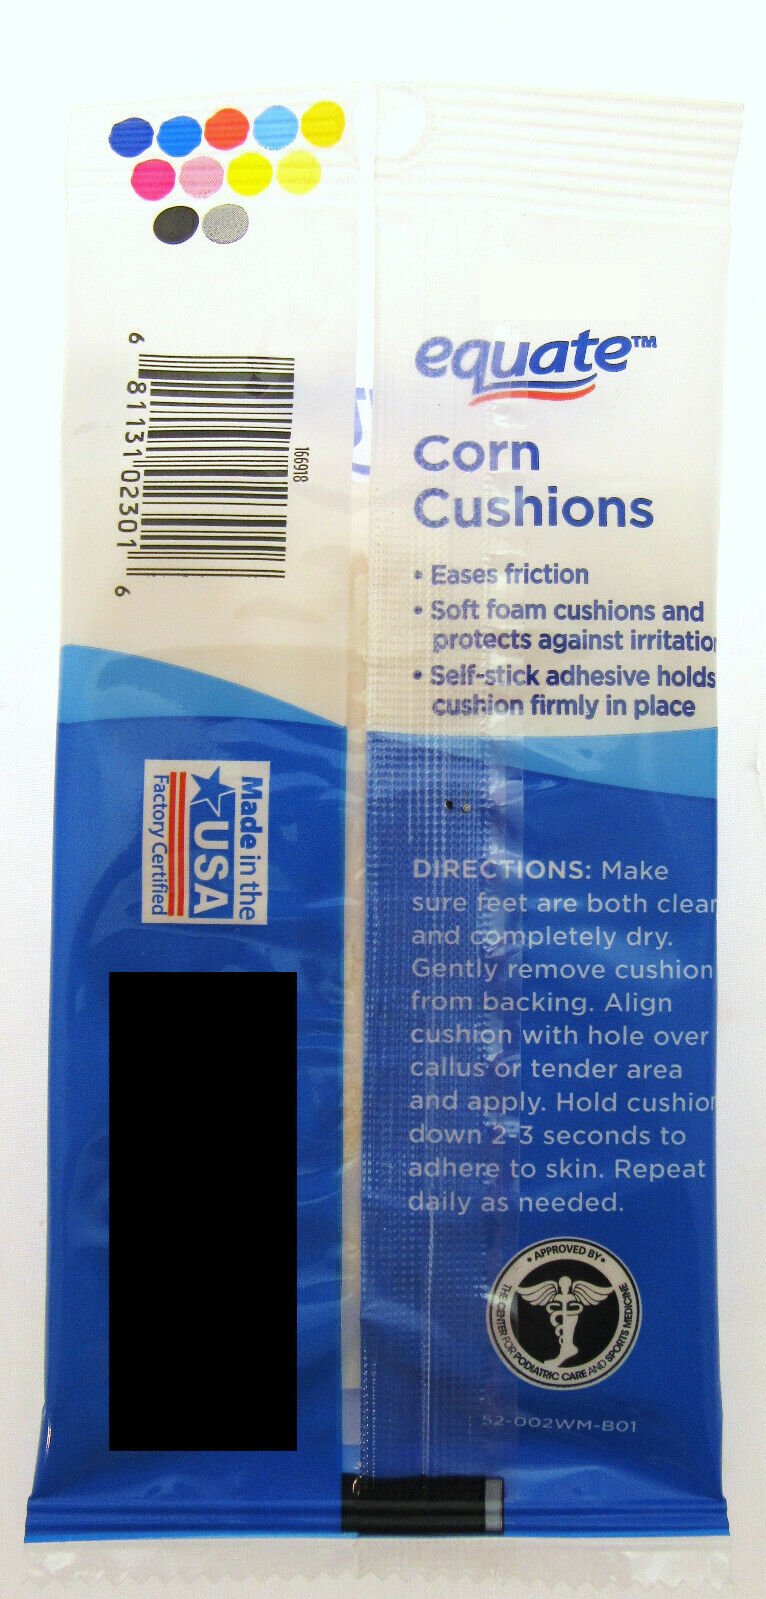 6 81131 02301 6
166918
equate™
Corn
Cushions
• Eases friction
• Soft foam cushions and
protects against irritatio
• Self-stick adhesive holds
cushion firmly in place
Made in the
USA
Factory Certified
DIRECTIONS: Make
sure feet are both clear
and completely dry.
Gently remove cushion
from backing. Align
cushion with hole over
callus or tender area
and apply. Hold cushion
down 2-3 seconds to
adhere to skin. Repeat
daily as needed.
• APPROVED BY •
THE CENTER FOR PODIATRIC CARE AND SPORTS MEDICINE
52-002WM-B01